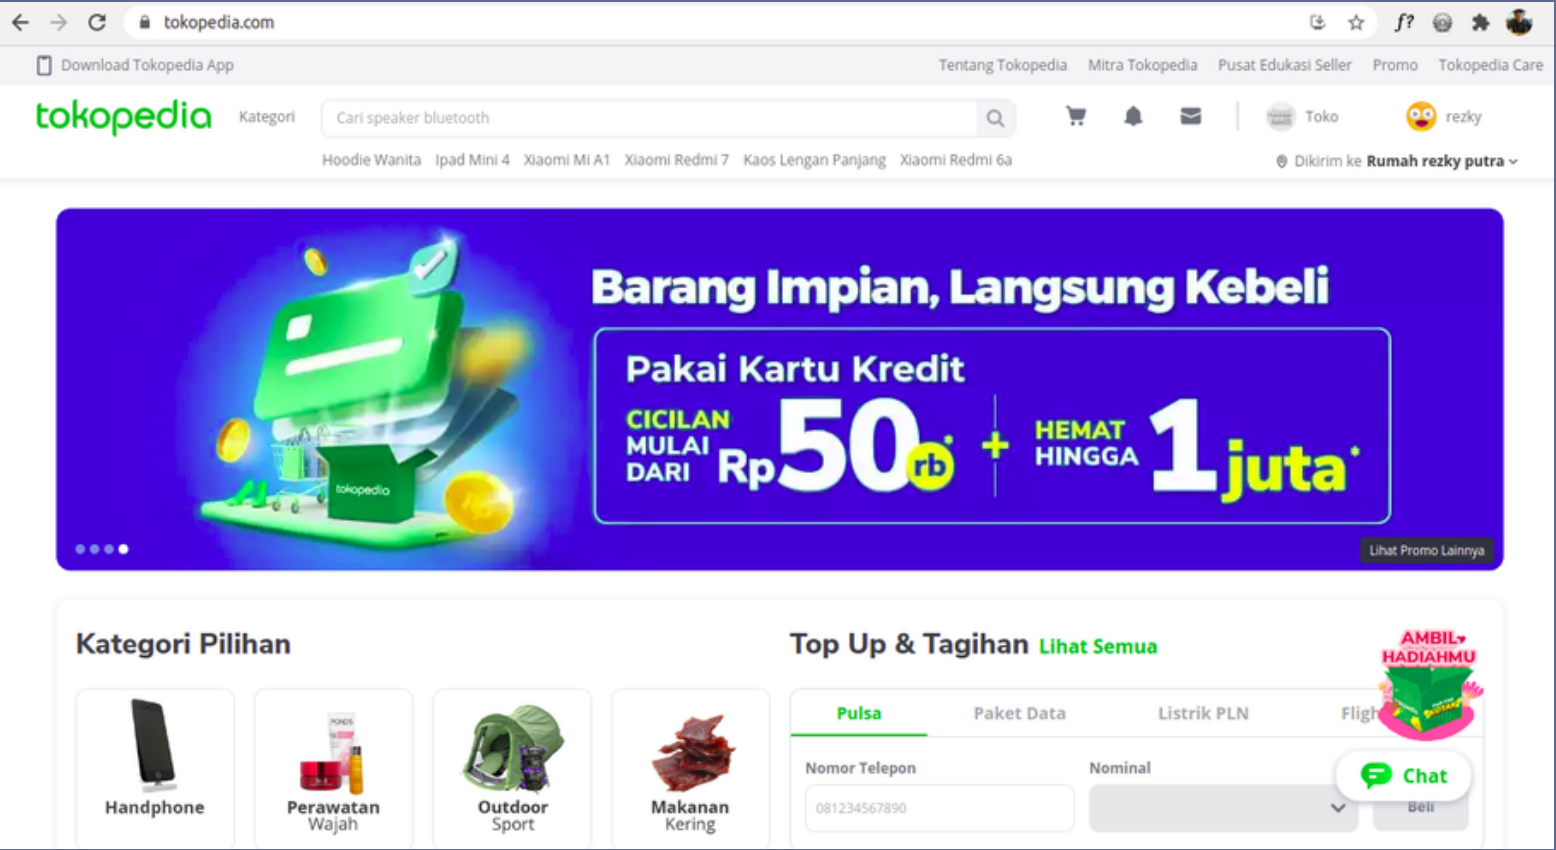 tokopedia.com
f?
Download Tokopedia App
Tentang Tokopedia Mitra Tokopedia Pusat Edukasi Seller Promo Tokopedia Care
tokopedia
Kategori
Cari speaker bluetooth
Toko
rezky
Hoodie Wanita Ipad Mini 4 Xiaomi Mi A1 Xiaomi Redmi 7 Kaos Lengan Panjang Xiaomi Redmi 6a
Dikirim ke Rumah rezky putra
Barang Impian, Langsung Kebeli
Pakai Kartu Kredit
CICILAN
MULAI
DARI
Rp50rb*
+
HEMAT
HINGGA
1juta*
tokopedia
Lihat Promo Lainnya
Kategori Pilihan
Handphone
POND'S
Perawatan
Wajah
Outdoor
Sport
Makanan
Kering
Top Up & Tagihan Lihat Semua
AMBIL
HADIAHMU
Pulsa Paket Data Listrik PLN Fligh
Nomor Telepon
081234567890
Nominal
Beli
Chat